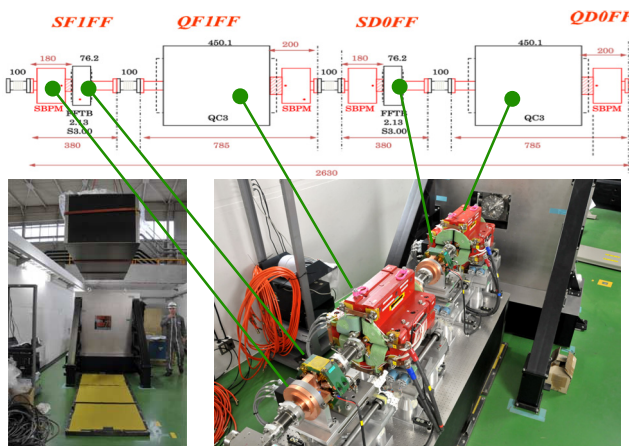 SF1FF QF1FF SD0FF QD0FF
450.1 450.1
180 76.2 200 180 76.2 200
100 100 100 100
SBPM SBPM SBPM SBPM
FFTB QC3 FFTB QC3
2.13 2.13
S3.00 S3.00
380 785 380 785
2630